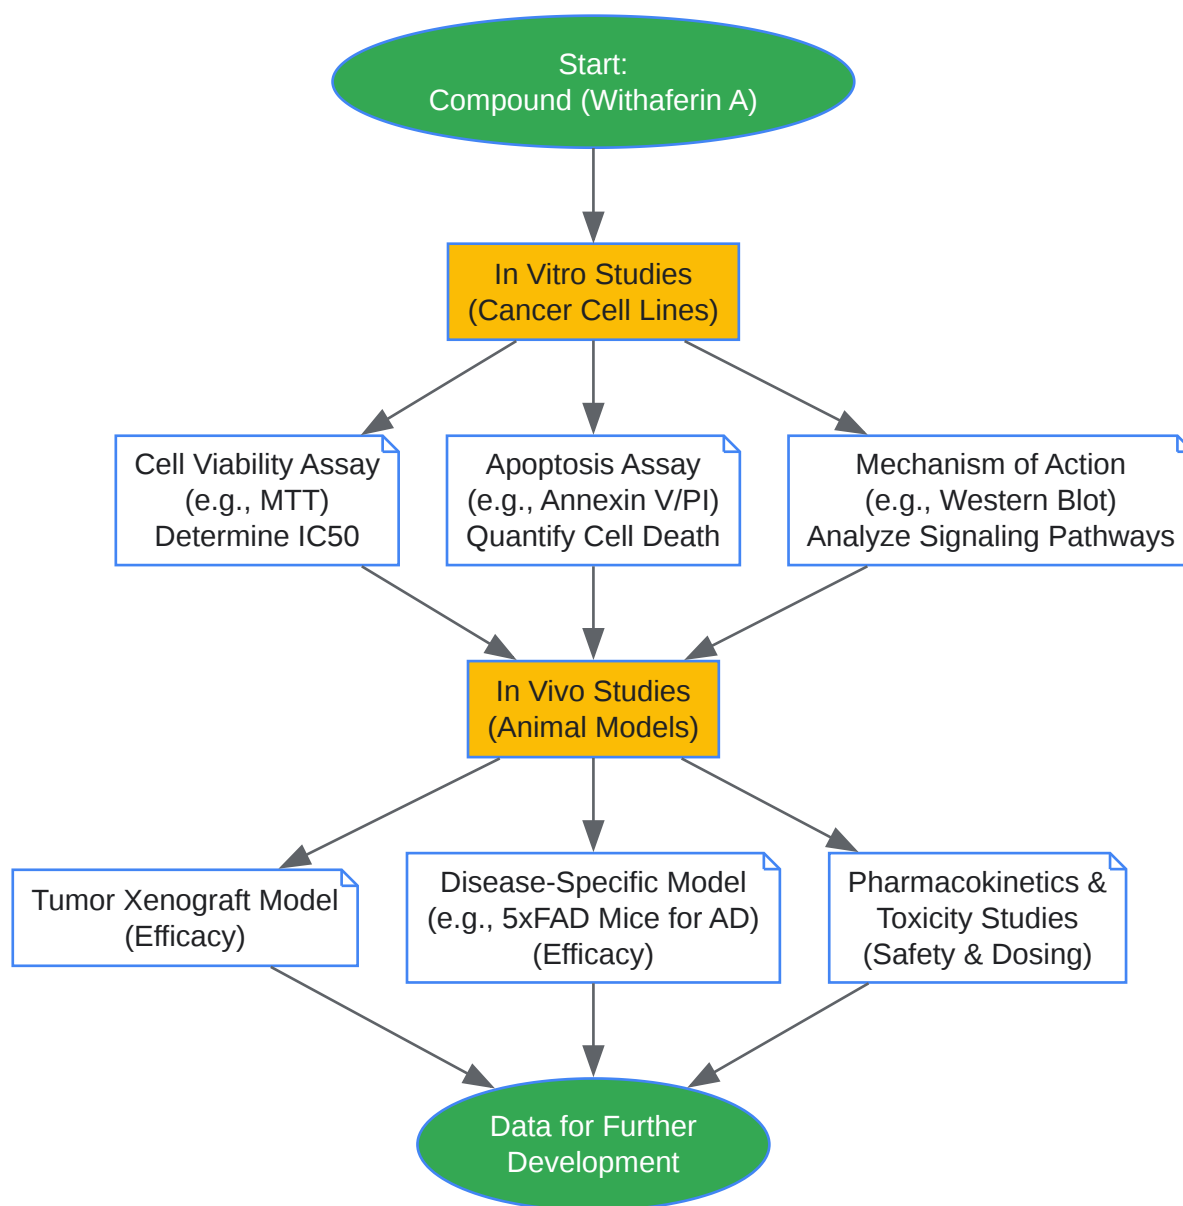 Start:
Compound (Withaferin A)
In Vitro Studies
(Cancer Cell Lines)
Cell Viability Assay
(e.g., MTT)
Determine IC50
Apoptosis Assay
(e.g., Annexin V/PI)
Quantify Cell Death
Mechanism of Action
(e.g., Western Blot)
Analyze Signaling Pathways
In Vivo Studies
(Animal Models)
Tumor Xenograft Model
(Efficacy)
Disease-Specific Model
(e.g., 5xFAD Mice for AD)
(Efficacy)
Pharmacokinetics &
Toxicity Studies
(Safety & Dosing)
Data for Further
Development